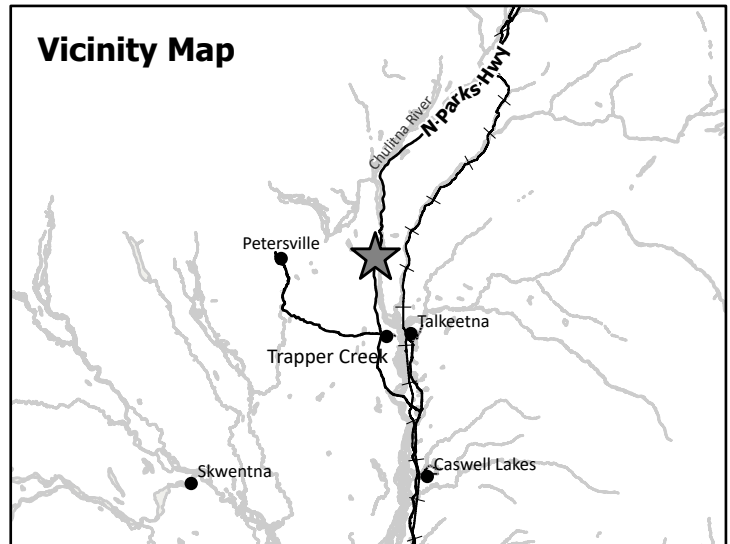 Vicinity Map
N Parks Hwy
Chulitna River
Petersville
Talkeetna
Trapper Creek
Skwentna
Caswell Lakes